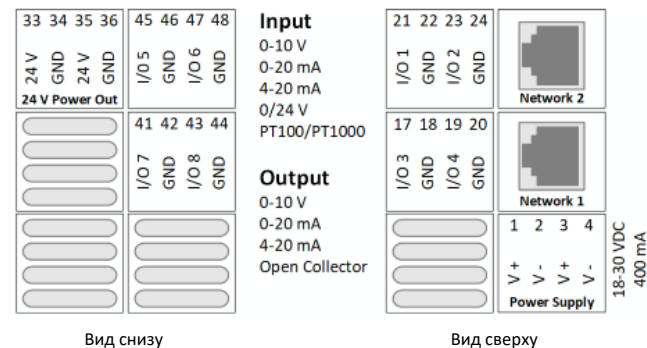 33 34 35 36
24 V GND 24 V GND
24 V Power Out
45 46 47 48
I/O 5 GND I/O 6 GND
41 42 43 44
I/O 7 GND I/O 8 GND
Input
0-10 V
0-20 mA
4-20 mA
0/24 V
PT100/PT1000
Output
0-10 V
0-20 mA
4-20 mA
Open Collector
21 22 23 24
I/O 1 GND I/O 2 GND
Network 2
17 18 19 20
I/O 3 GND I/O 4 GND
Network 1
1 2 3 4
V + V - V + V -
Power Supply
18-30 VDC
400 mA
Вид снизу
Вид сверху